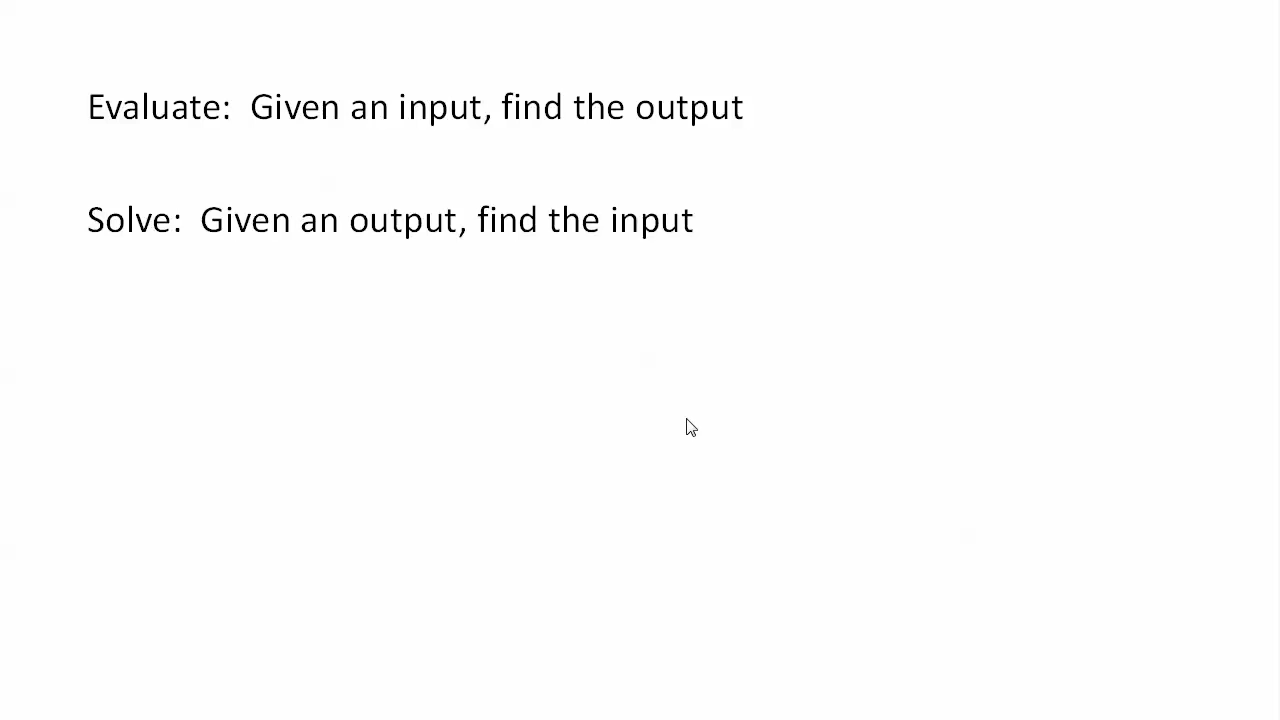 Evaluate:  Given an input, find the output
Solve:  Given an output, find the input